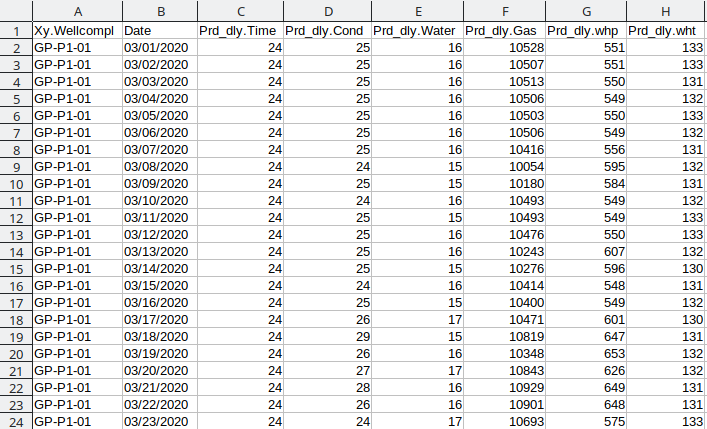 A B C D E F G H
1 Xy.Wellcompl Date Prd_dly.Time Prd_dly.Cond Prd_dly.Water Prd_dly.Gas Prd_dly.whp Prd_dly.wht
2 GP-P1-01 03/01/2020 24 25 16 10528 551 133
3 GP-P1-01 03/02/2020 24 25 16 10507 551 133
4 GP-P1-01 03/03/2020 24 25 16 10513 550 131
5 GP-P1-01 03/04/2020 24 25 16 10506 549 132
6 GP-P1-01 03/05/2020 24 25 16 10503 550 133
7 GP-P1-01 03/06/2020 24 25 16 10506 549 132
8 GP-P1-01 03/07/2020 24 25 16 10416 556 131
9 GP-P1-01 03/08/2020 24 24 15 10054 595 132
10 GP-P1-01 03/09/2020 24 25 15 10180 584 131
11 GP-P1-01 03/10/2020 24 24 16 10493 549 132
12 GP-P1-01 03/11/2020 24 25 15 10493 549 133
13 GP-P1-01 03/12/2020 24 25 16 10476 550 133
14 GP-P1-01 03/13/2020 24 25 16 10243 607 132
15 GP-P1-01 03/14/2020 24 25 15 10276 596 130
16 GP-P1-01 03/15/2020 24 24 16 10414 548 131
17 GP-P1-01 03/16/2020 24 25 15 10400 549 132
18 GP-P1-01 03/17/2020 24 26 17 10471 601 130
19 GP-P1-01 03/18/2020 24 29 15 10819 647 131
20 GP-P1-01 03/19/2020 24 26 16 10348 653 132
21 GP-P1-01 03/20/2020 24 27 17 10843 626 132
22 GP-P1-01 03/21/2020 24 28 16 10929 649 131
23 GP-P1-01 03/22/2020 24 26 16 10901 648 131
24 GP-P1-01 03/23/2020 24 24 17 10693 575 133